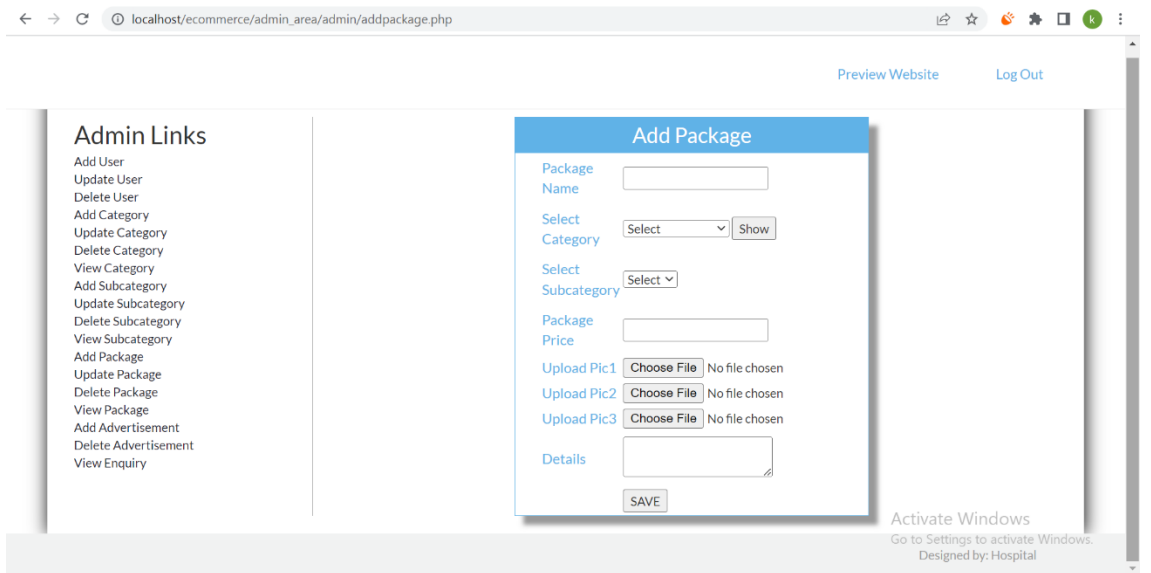 localhost/ecommerce/admin_area/admin/addpackage.php
k
Preview Website Log Out
Admin Links
Add User
Update User
Delete User
Add Category
Update Category
Delete Category
View Category
Add Subcategory
Update Subcategory
Delete Subcategory
View Subcategory
Add Package
Update Package
Delete Package
View Package
Add Advertisement
Delete Advertisement
View Enquiry
Add Package
Package
Name
Select
Category
Select Show
Select
Subcategory
Select
Package
Price
Upload Pic1 Choose File No file chosen
Upload Pic2 Choose File No file chosen
Upload Pic3 Choose File No file chosen
Details
SAVE
Activate Windows
Go to Settings to activate Windows.
Designed by: Hospital